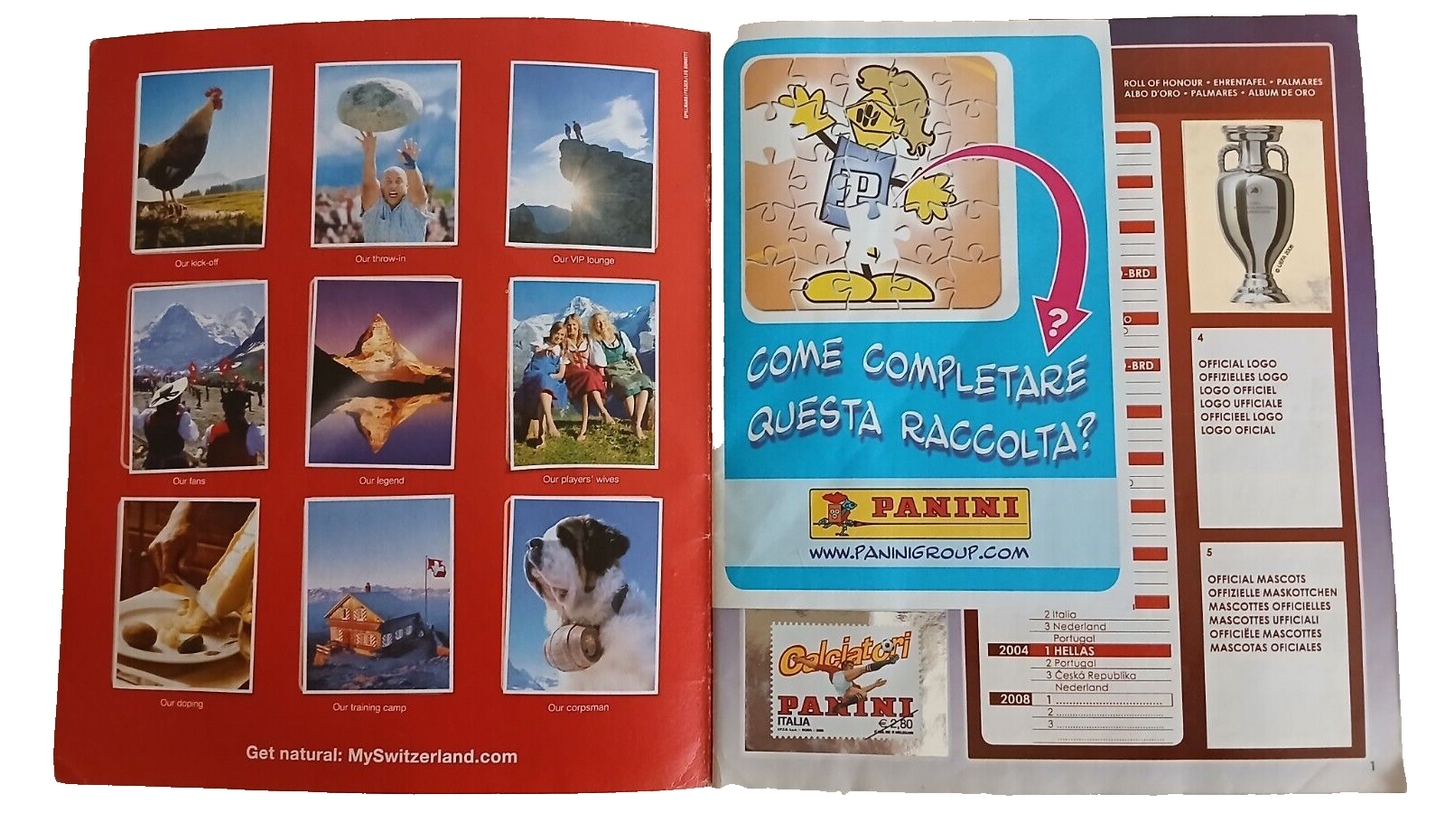 Our kick-off
Our throw-in
Our VIP lounge
Our fans
Our legend
Our players' wives
Our doping
Our training camp
Our corpsman
Get natural: MySwitzerland.com
P
?
COME COMPLETARE
QUESTA RACCOLTA?
PANINI
WWW.PANINIGROUP.COM
Calciatori
PANINI
ITALIA
€ 2,80
ROLL OF HONOUR • EHRENTAFEL • PALMARES
ALBO D'ORO • PALMARES • ALBUM DE ORO
-BRD
-BRD
2 Italia
3 Nederland
Portugal
2004 1 HELLAS
2 Portugal
3 Česká Republika
Nederland
2008 1
2
3
© UEFA 2006
4
OFFICIAL LOGO
OFFIZIELLES LOGO
LOGO OFFICIEL
LOGO UFFICIALE
OFFICIEEL LOGO
LOGO OFICIAL
5
OFFICIAL MASCOTS
OFFIZIELLE MASKOTTCHEN
MASCOTTES OFFICIELLES
MASCOTTES UFFICIALI
OFFICIËLE MASCOTTES
MASCOTAS OFICIALES
1